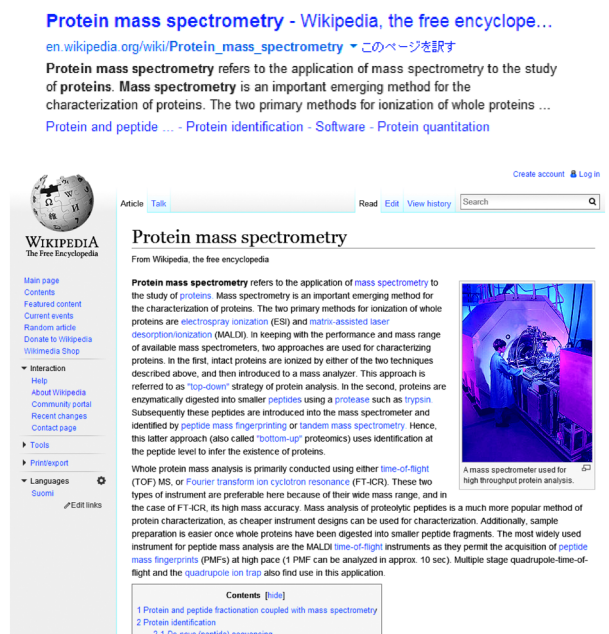 Protein mass spectrometry - Wikipedia, the free encyclope...
en.wikipedia.org/wiki/Protein_mass_spectrometry ▼ このページを訳す
Protein mass spectrometry refers to the application of mass spectrometry to the study
of proteins. Mass spectrometry is an important emerging method for the
characterization of proteins. The two primary methods for ionization of whole proteins ...
Protein and peptide ... - Protein identification - Software - Protein quantitation
Create account Log in
Article Talk Read Edit View history Search
WIKIPEDIA
The Free Encyclopedia
Main page
Contents
Featured content
Current events
Random article
Donate to Wikipedia
Wikimedia Shop
Interaction
Help
About Wikipedia
Community portal
Recent changes
Contact page
Tools
Print/export
Languages
Suomi
Edit links
Protein mass spectrometry
From Wikipedia, the free encyclopedia
Protein mass spectrometry refers to the application of mass spectrometry to
the study of proteins. Mass spectrometry is an important emerging method for
the characterization of proteins. The two primary methods for ionization of whole
proteins are electrospray ionization (ESI) and matrix-assisted laser
desorption/ionization (MALDI). In keeping with the performance and mass range
of available mass spectrometers, two approaches are used for characterizing
proteins. In the first, intact proteins are ionized by either of the two techniques
described above, and then introduced to a mass analyzer. This approach is
referred to as "top-down" strategy of protein analysis. In the second, proteins are
enzymatically digested into smaller peptides using a protease such as trypsin.
Subsequently these peptides are introduced into the mass spectrometer and
identified by peptide mass fingerprinting or tandem mass spectrometry. Hence,
this latter approach (also called "bottom-up" proteomics) uses identification at
the peptide level to infer the existence of proteins.
A mass spectrometer used for
high throughput protein analysis.
Whole protein mass analysis is primarily conducted using either time-of-flight
(TOF) MS, or Fourier transform ion cyclotron resonance (FT-ICR). These two
types of instrument are preferable here because of their wide mass range, and in
the case of FT-ICR, its high mass accuracy. Mass analysis of proteolytic peptides is a much more popular method of
protein characterization, as cheaper instrument designs can be used for characterization. Additionally, sample
preparation is easier once whole proteins have been digested into smaller peptide fragments. The most widely used
instrument for peptide mass analysis are the MALDI time-of-flight instruments as they permit the acquisition of peptide
mass fingerprints (PMFs) at high pace (1 PMF can be analyzed in approx. 10 sec). Multiple stage quadrupole-time-of-
flight and the quadrupole ion trap also find use in this application.
Contents [hide]
1 Protein and peptide fractionation coupled with mass spectrometry
2 Protein identification
2.1 De novo (peptide) sequencing